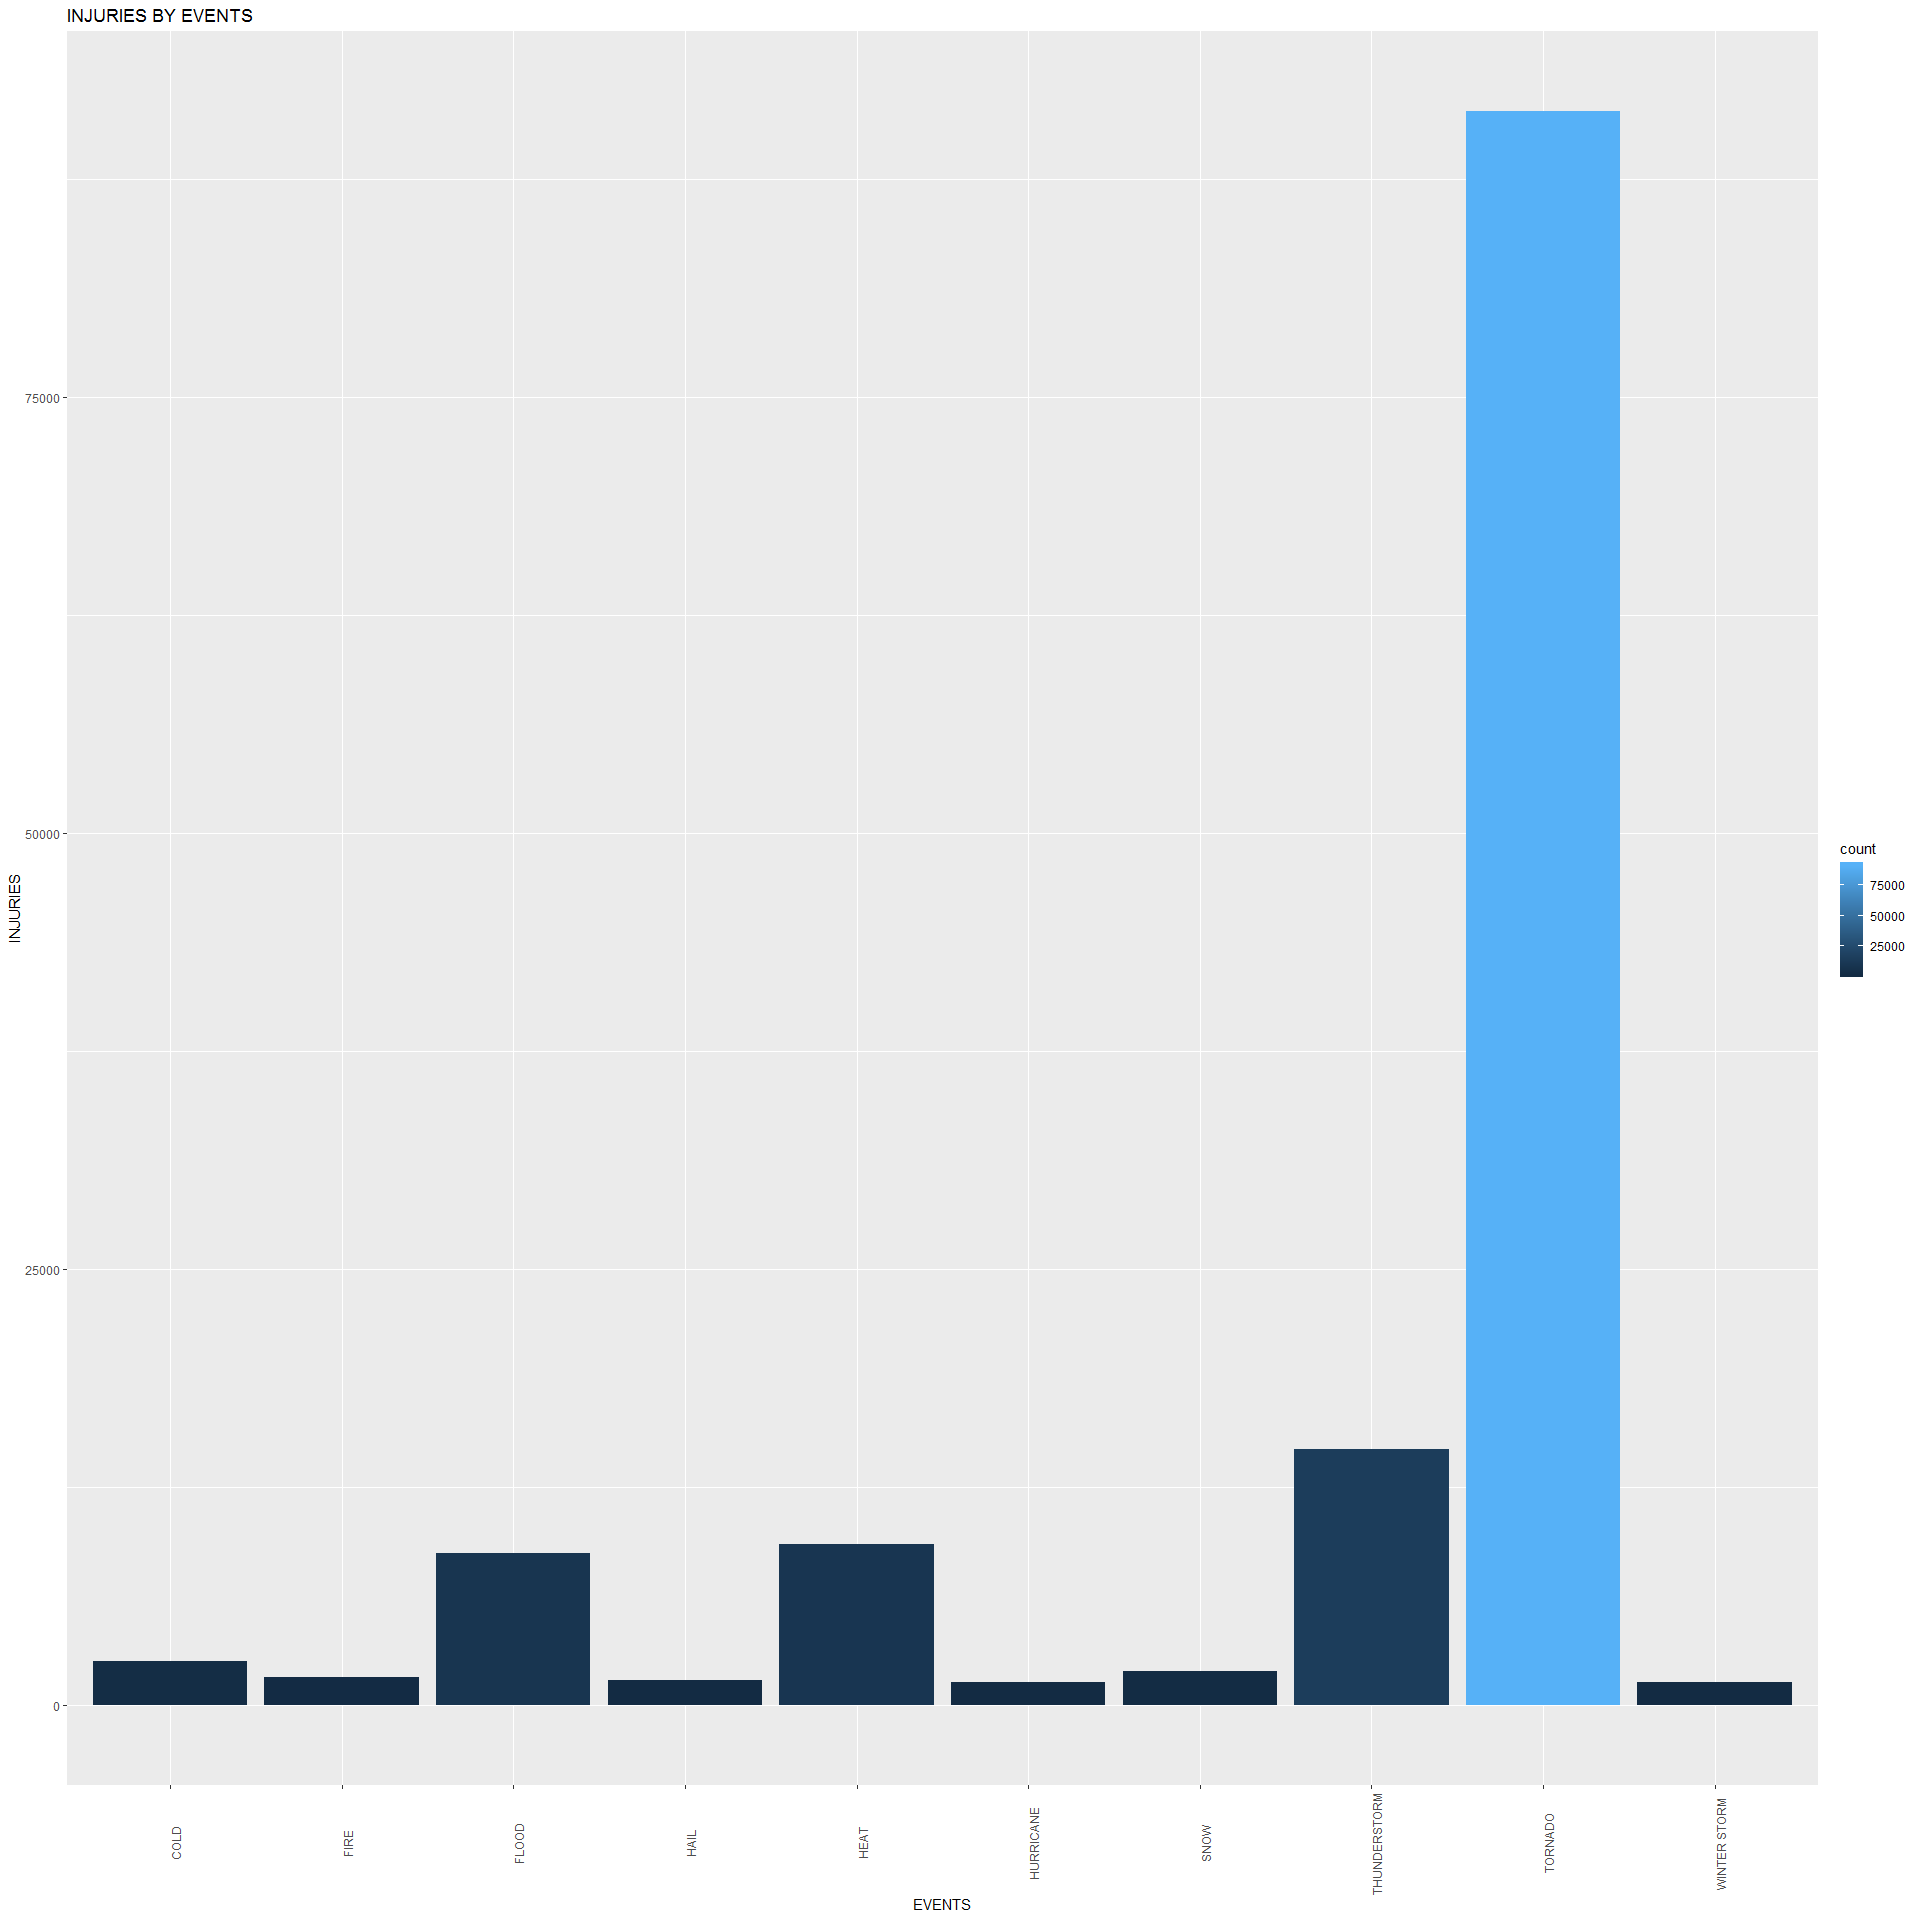 INJURIES BY EVENTS
75000
50000
25000
0
INJURIES
COLD
FIRE
FLOOD
HAIL
HEAT
HURRICANE
SNOW
THUNDERSTORM
TORNADO
WINTER STORM
EVENTS
count
75000
50000
25000